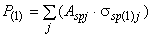 P(1) = ∑j (Aspj · σsp(1)j)